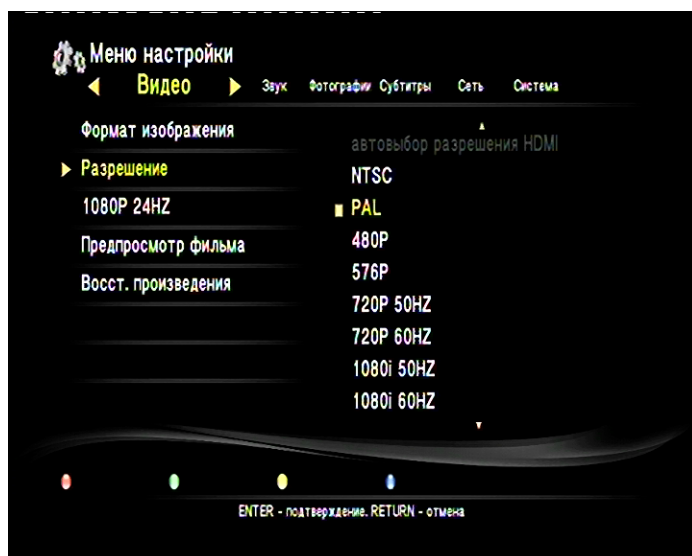 Меню настройки
Видео Звук Фотографии Субтитры Сеть Система
Формат изображения
Разрешение
1080P 24HZ
Предпросмотр фильма
Восст. произведения
автовыбор разрешения HDMI
NTSC
PAL
480P
576P
720P 50HZ
720P 60HZ
1080i 50HZ
1080i 60HZ
ENTER - подтверждение. RETURN - отмена